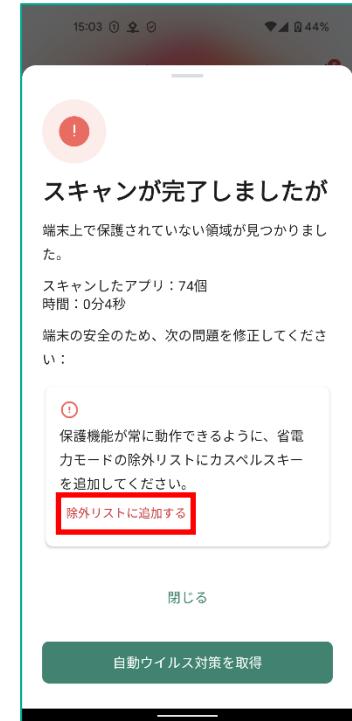 15:03
44%
スキャンが完了しましたが
端末上で保護されていない領域が見つかりまし
た。
スキャンしたアプリ：74個
時間：0分4秒
端末の安全のため、次の問題を修正してくださ
い：
保護機能が常に動作できるように、省電
力モードの除外リストにカスペルスキー
を追加してください。
除外リストに追加する
閉じる
自動ウイルス対策を取得